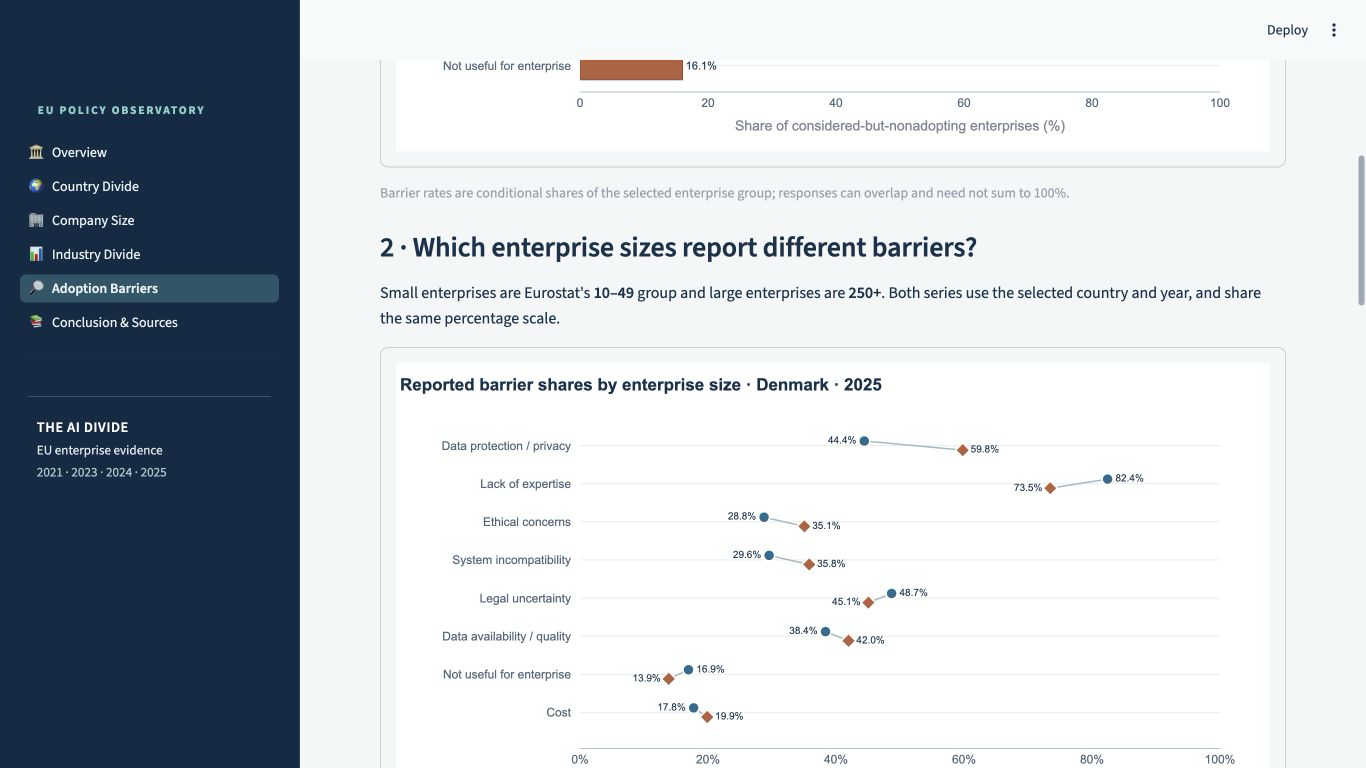 Deploy
EU POLICY OBSERVATORY
Overview
Country Divide
Company Size
Industry Divide
Adoption Barriers
Conclusion & Sources
THE AI DIVIDE
EU enterprise evidence
2021 · 2023 · 2024 · 2025
Not useful for enterprise 16.1%
0 20 40 60 80 100
Share of considered-but-nonadopting enterprises (%)
Barrier rates are conditional shares of the selected enterprise group; responses can overlap and need not sum to 100%.
2 · Which enterprise sizes report different barriers?
Small enterprises are Eurostat's 10–49 group and large enterprises are 250+. Both series use the selected country and year, and share
the same percentage scale.
Reported barrier shares by enterprise size · Denmark · 2025
Data protection / privacy 44.4% 59.8%
Lack of expertise 73.5% 82.4%
Ethical concerns 28.8% 35.1%
System incompatibility 29.6% 35.8%
Legal uncertainty 45.1% 48.7%
Data availability / quality 38.4% 42.0%
Not useful for enterprise 13.9% 16.9%
Cost 17.8% 19.9%
0% 20% 40% 60% 80% 100%